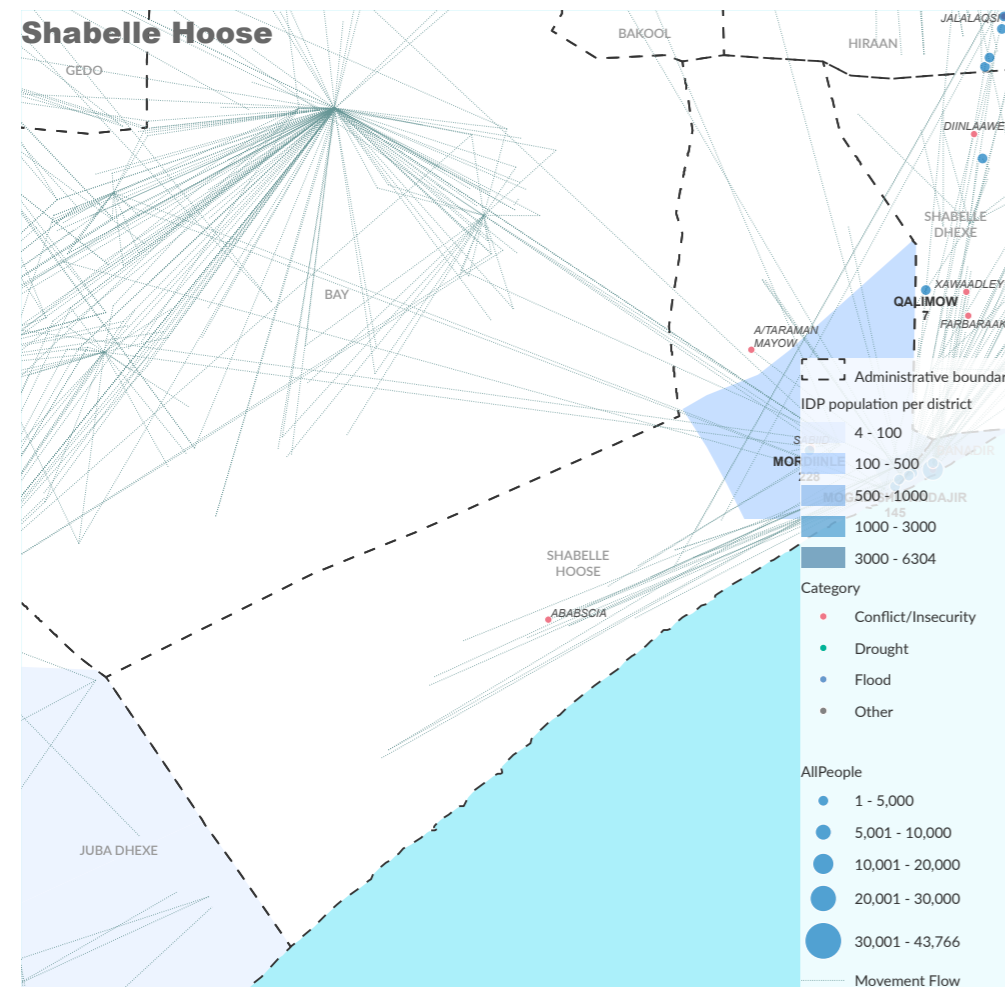 Shabelle Hoose
JALALAQSI
BAKOOL
HIRAAN
GEDO
DIINLAAWE
SHABELLE
DHEXE
XAWAADLEY
BAY
QALIMOW
7
FARBARAAK
A/TARAMAN
MAYOW
Administrative boundar
IDP population per district
4 - 100
MORDIINLE
228
100 - 500
500 - 1000
145
1000 - 3000
SHABELLE
HOOSE
3000 - 6304
Category
ABABSCIA
Conflict/Insecurity
Drought
Flood
Other
AllPeople
1 - 5,000
5,001 - 10,000
JUBA DHEXE
10,001 - 20,000
20,001 - 30,000
30,001 - 43,766
Movement Flow